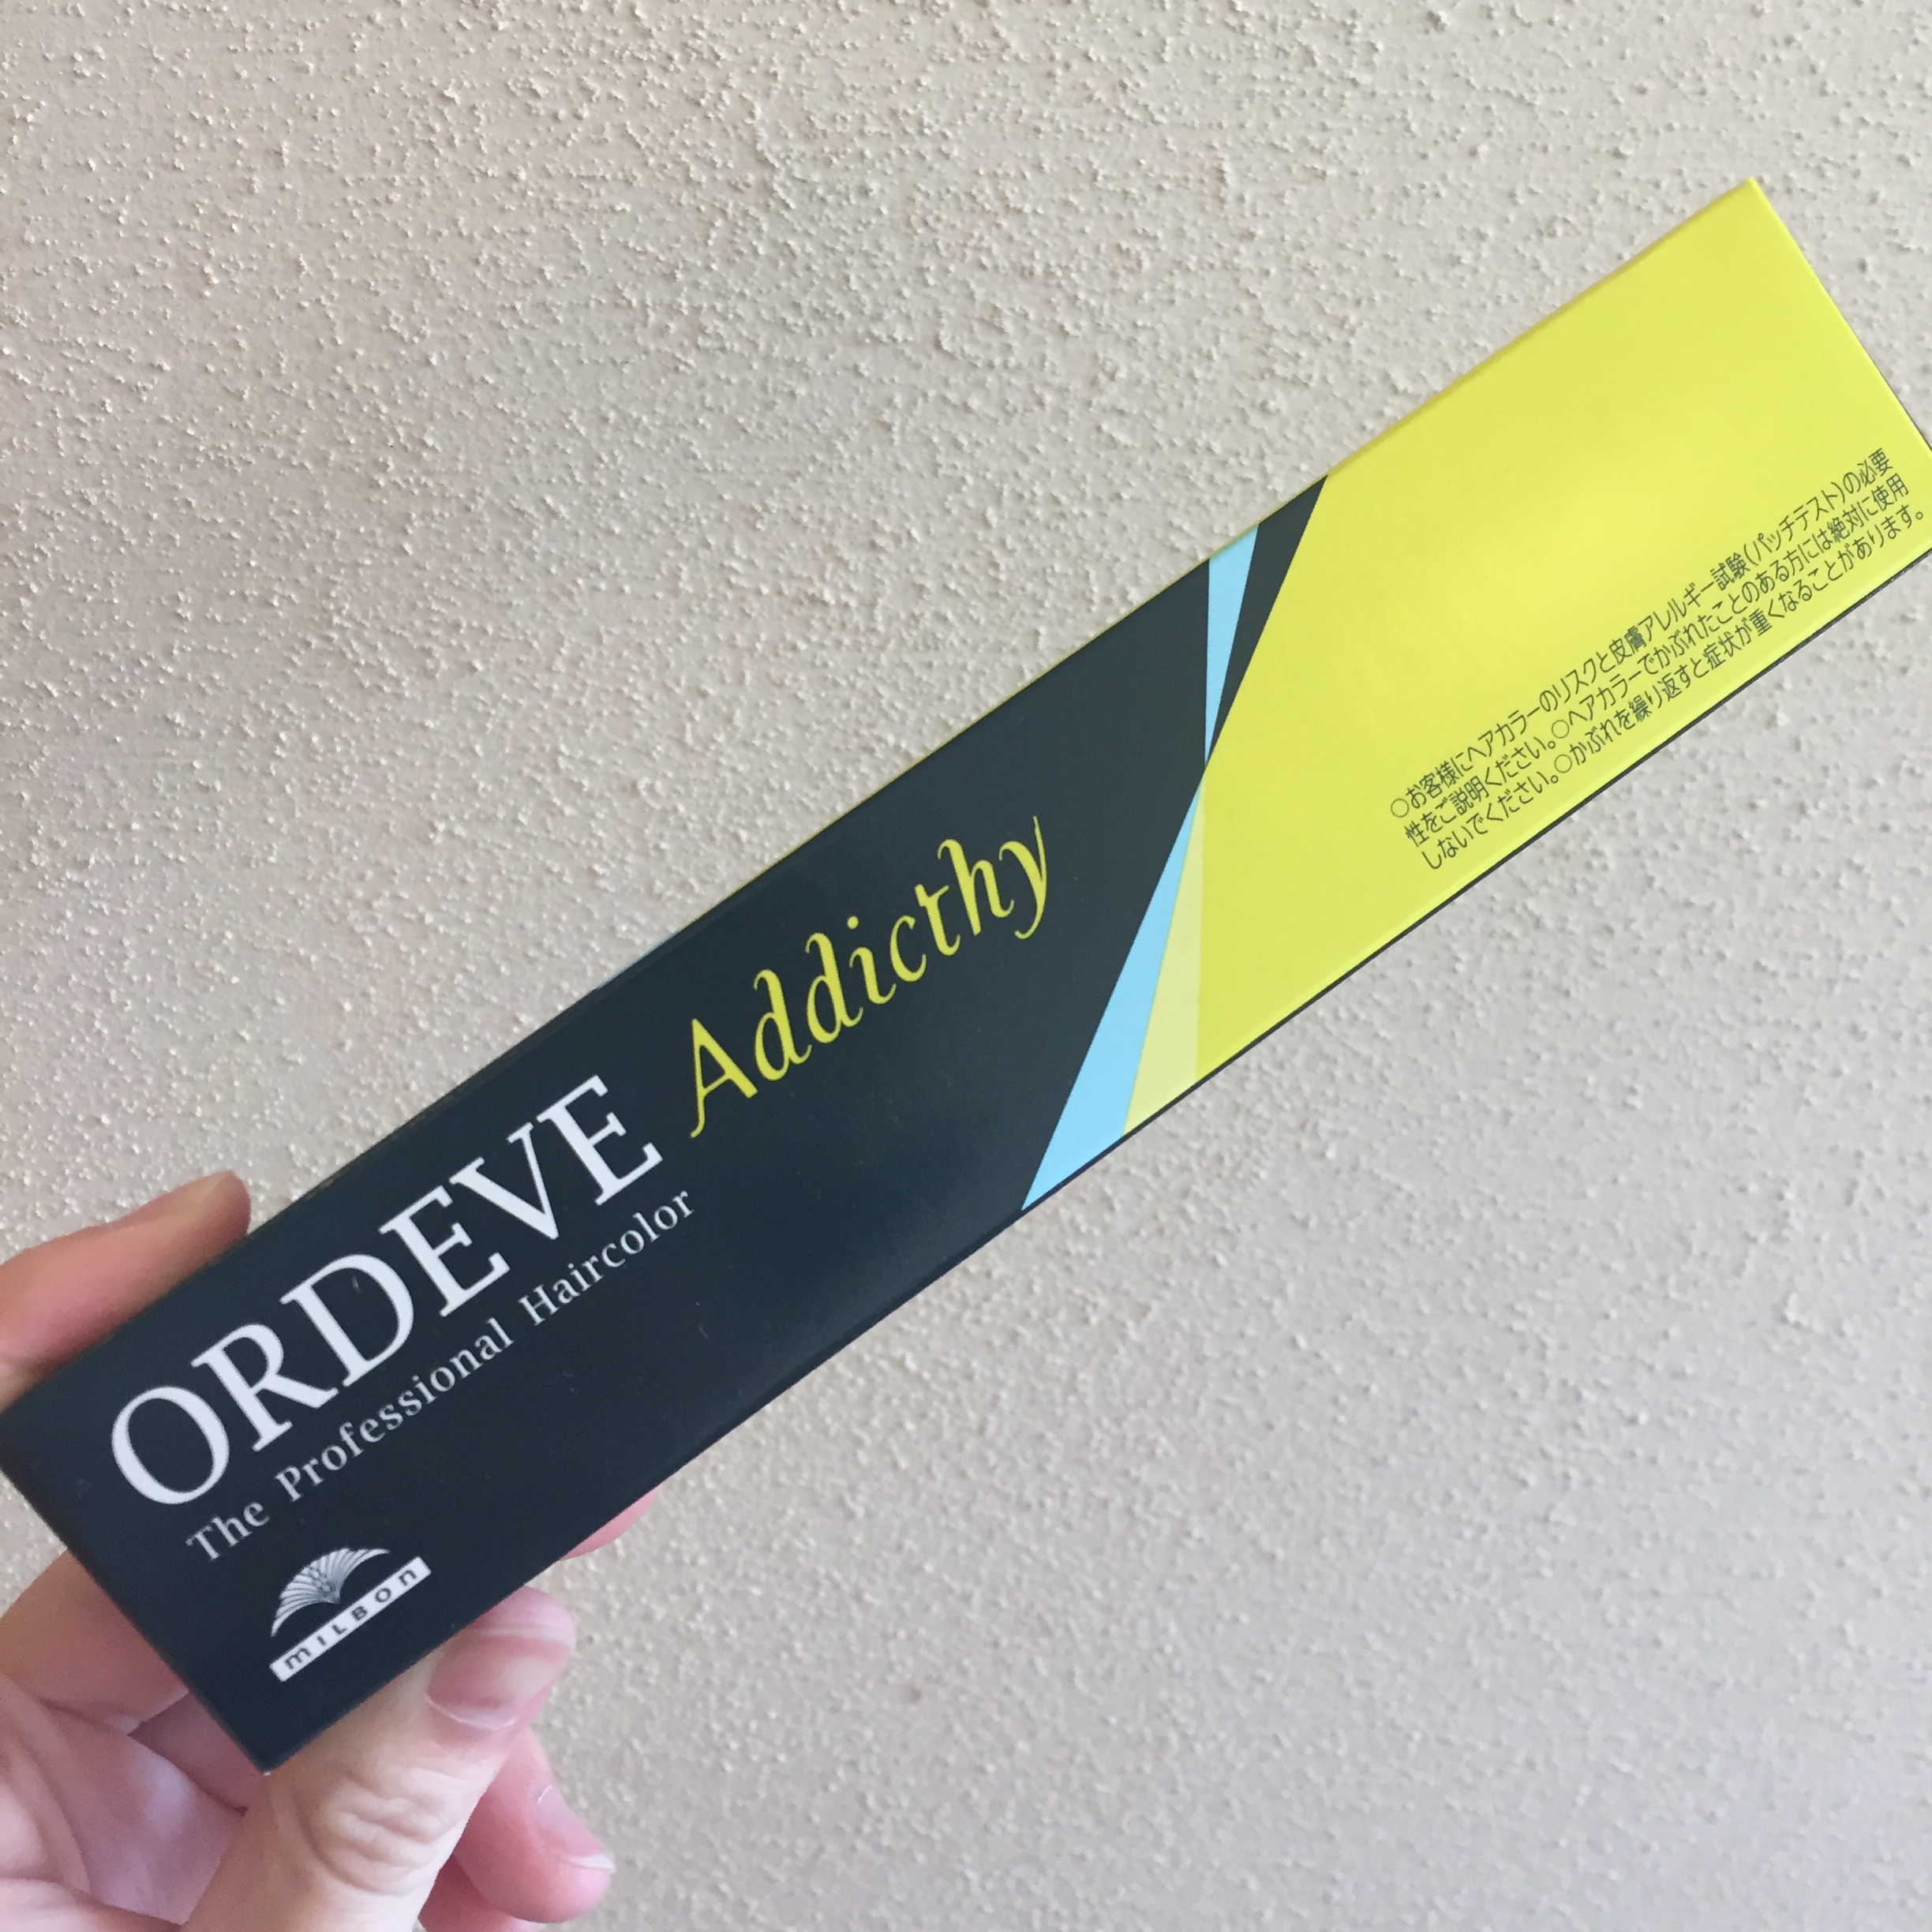 ORDEVE Addicthy
The Professional Haircolor
MILBON
○お客様にヘアカラーのリスクと皮膚アレルギー試験(パッチテスト)の必要
性をご説明ください。○ヘアカラーでかぶれたことのある方には絶対に使用
しないでください。○かぶれを繰り返すと症状が重くなることがあります。